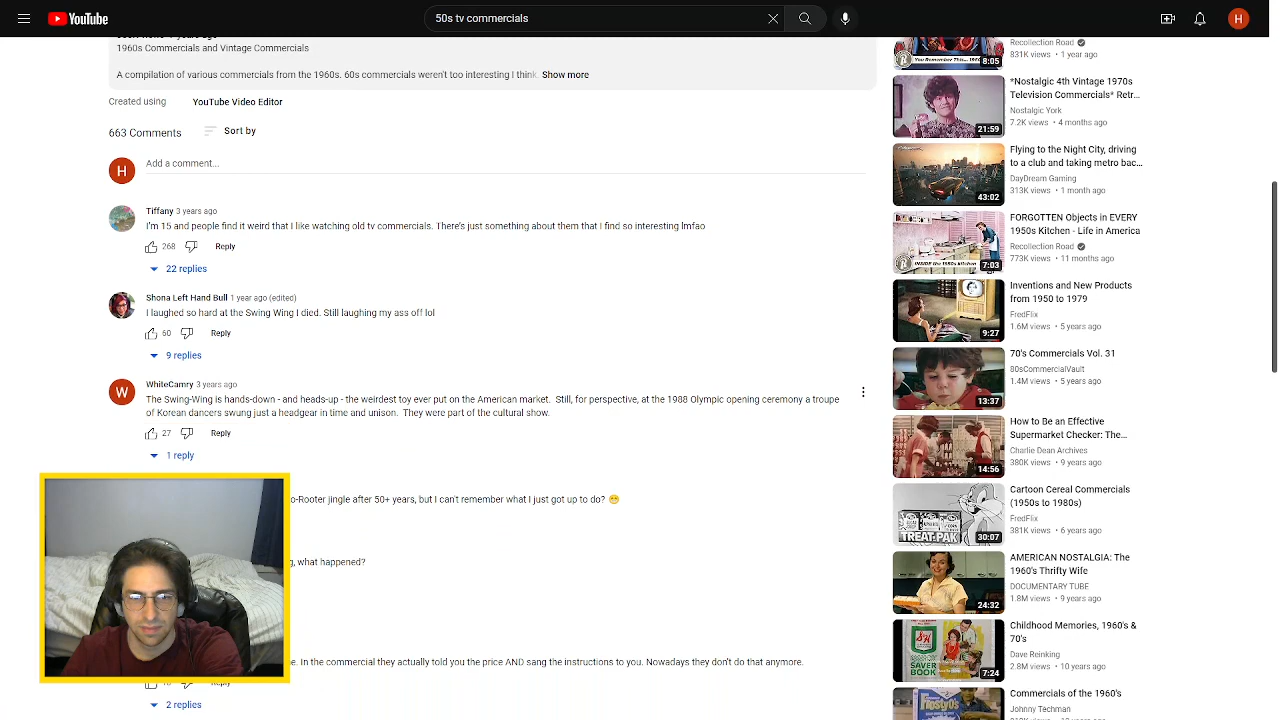 YouTube
50s tv commercials
H
1960s Commercials and Vintage Commercials
A compilation of various commercials from the 1960s. 60s commercials weren't too interesting I think. Show more
Created using
YouTube Video Editor
663 Comments
Sort by
H
Add a comment...
Tiffany 3 years ago
I'm 15 and people find it weird that I like watching old tv commercials. There's just something about them that I find so interesting lmfao
268
Reply
22 replies
Shona Left Hand Bull 1 year ago (edited)
I laughed so hard at the Swing Wing I died. Still laughing my ass off lol
60
Reply
9 replies
W
WhiteCamry 3 years ago
The Swing-Wing is hands-down - and heads-up - the weirdest toy ever put on the American market. Still, for perspective, at the 1988 Olympic opening ceremony a troupe
of Korean dancers swung just a headgear in time and unison. They were part of the cultural show.
27
Reply
1 reply
o-Rooter jingle after 50+ years, but I can't remember what I just got up to do? 😁
g, what happened?
e. In the commercial they actually told you the price AND sang the instructions to you. Nowadays they don't do that anymore.
Reply
2 replies
You Remember This...
8:05
Recollection Road
831K views • 1 year ago
21:59
*Nostalgic 4th Vintage 1970s
Television Commercials* Retr...
Nostalgic York
7.2K views • 4 months ago
43:02
Flying to the Night City, driving
to a club and taking metro bac...
DayDream Gaming
313K views • 1 month ago
INSIDE the 1950s kitchen
7:03
FORGOTTEN Objects in EVERY
1950s Kitchen - Life in America
Recollection Road
773K views • 11 months ago
9:27
Inventions and New Products
from 1950 to 1979
FredFlix
1.6M views • 5 years ago
13:37
70's Commercials Vol. 31
80sCommercialVault
1.4M views • 5 years ago
14:56
How to Be an Effective
Supermarket Checker: The...
Charlie Dean Archives
380K views • 9 years ago
TREAT-PAK
30:07
Cartoon Cereal Commercials
(1950s to 1980s)
FredFlix
381K views • 6 years ago
24:32
AMERICAN NOSTALGIA: The
1960's Thrifty Wife
DOCUMENTARY TUBE
1.8M views • 9 years ago
S&H
SAVER
BOOK
7:24
Childhood Memories, 1960's &
70's
Dave Reinking
2.8M views • 10 years ago
Commercials of the 1960's
Johnny Techman